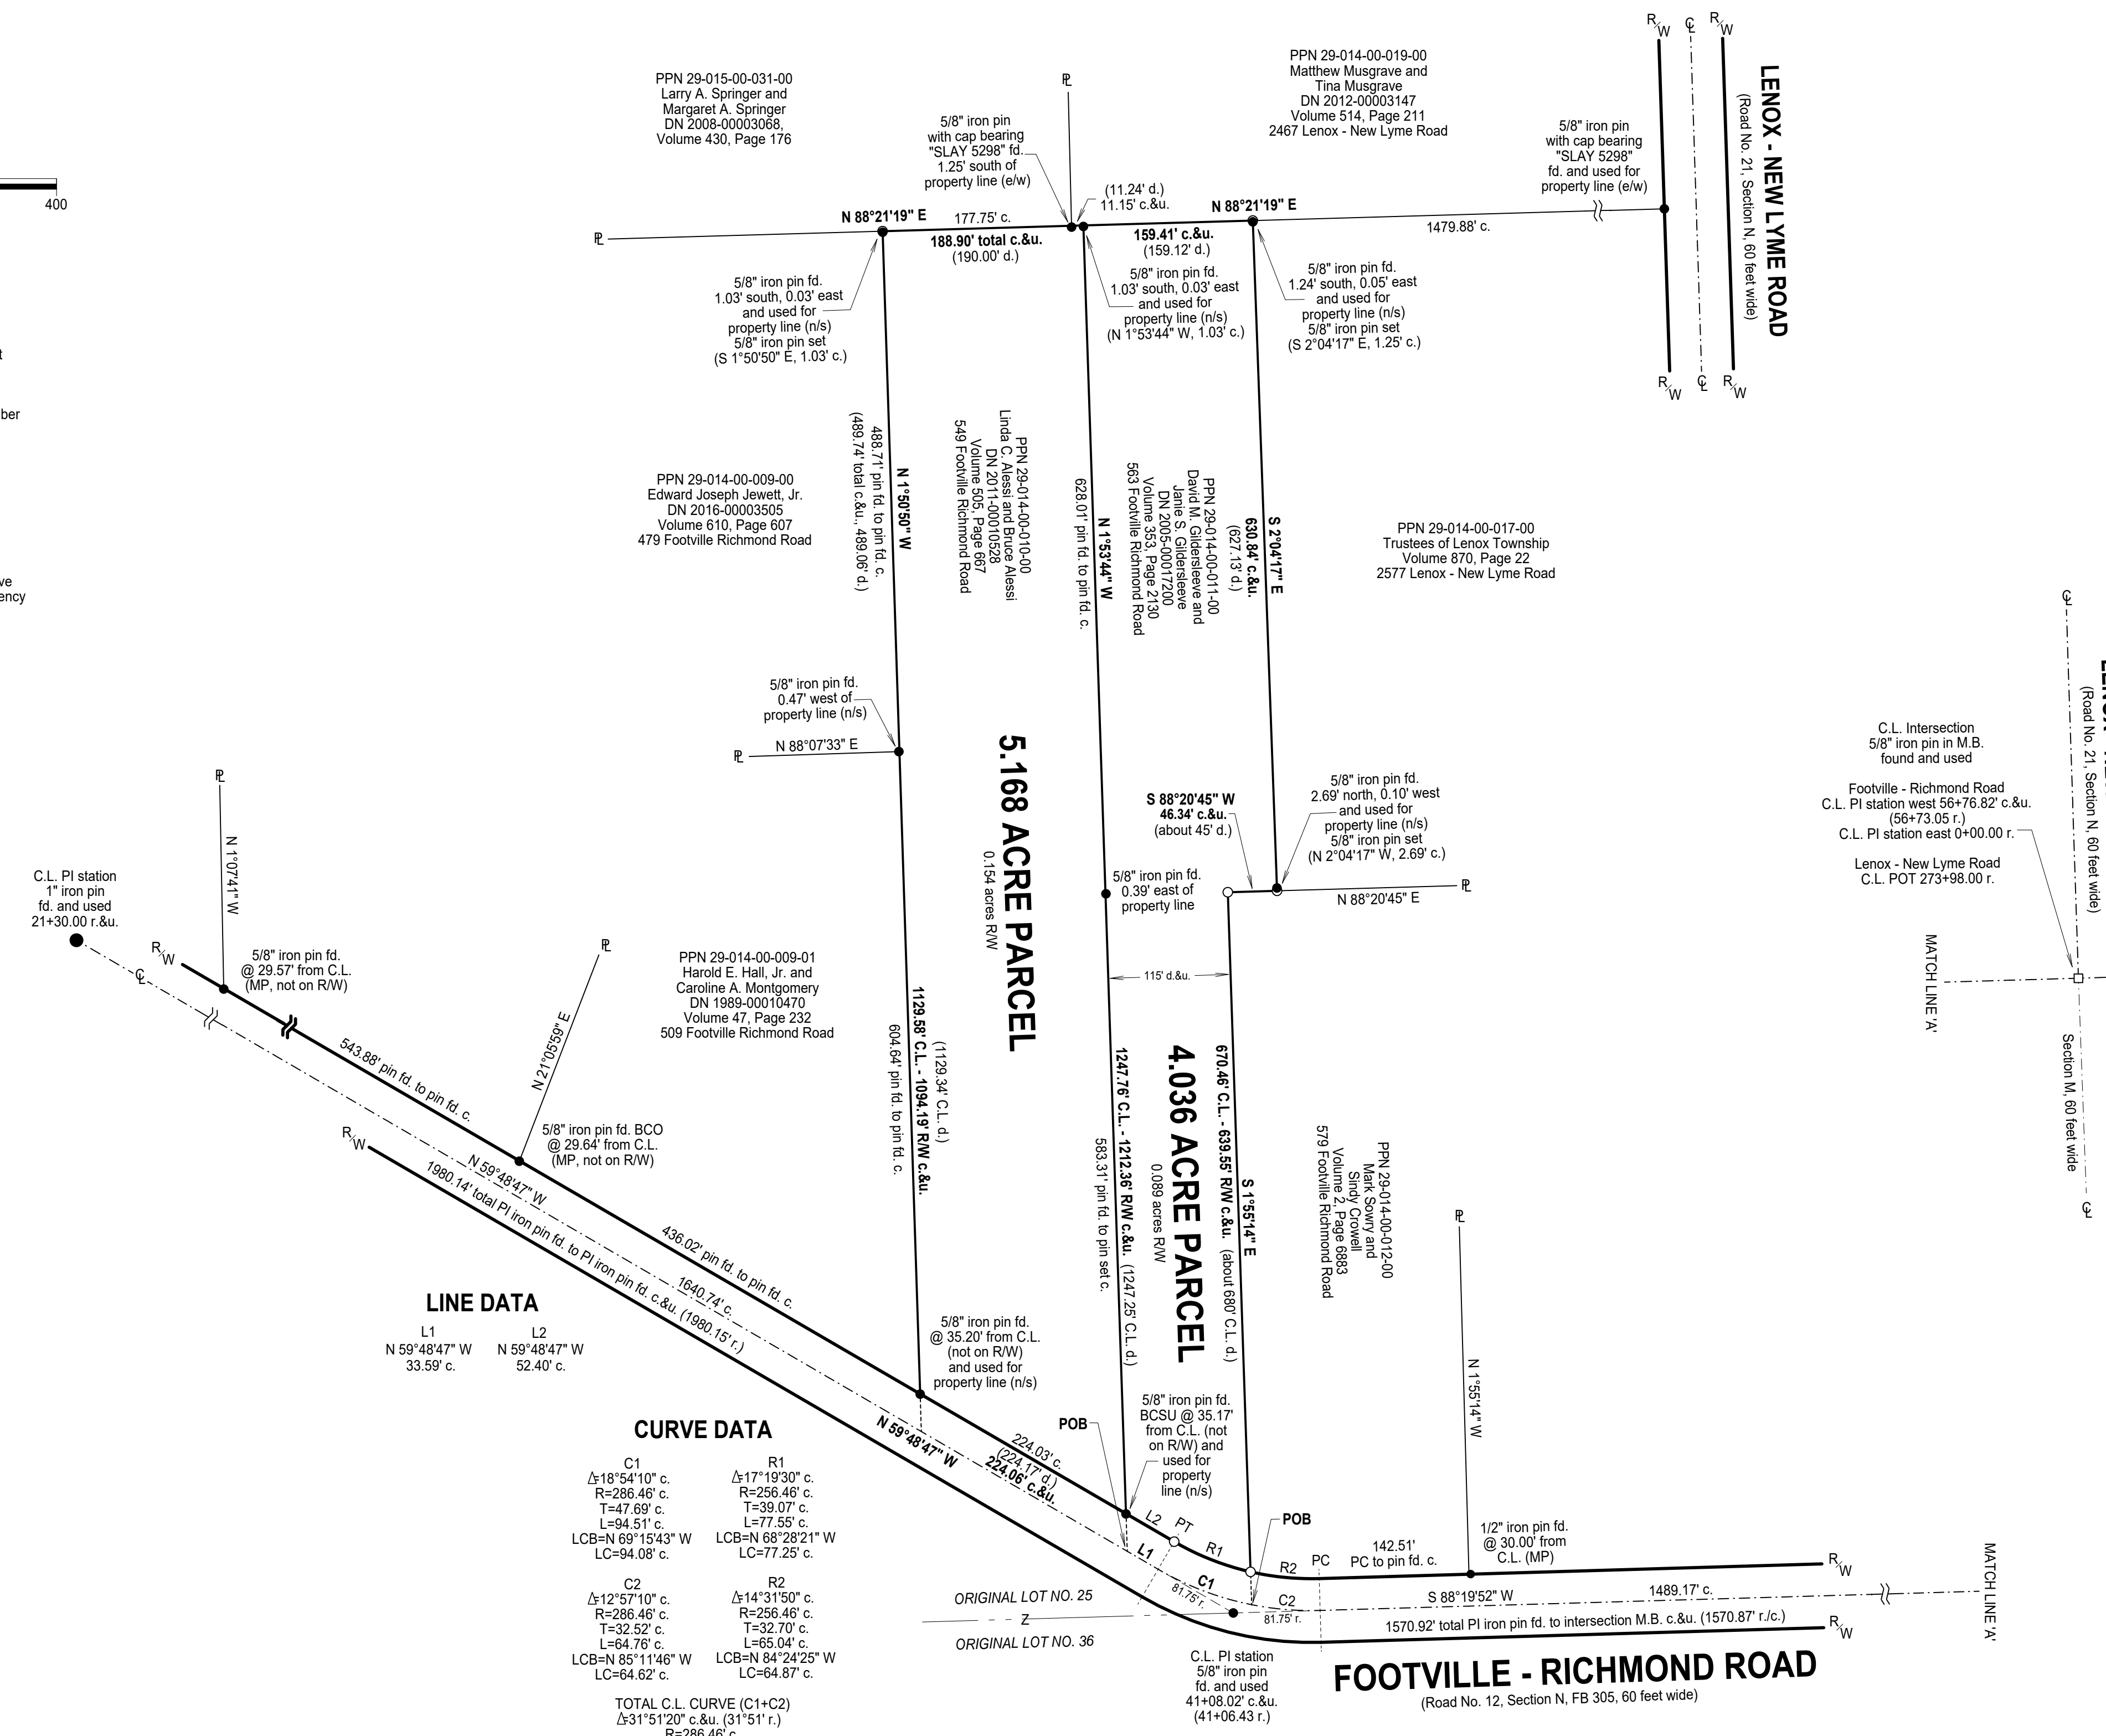 PPN 29-015-00-031-00
Larry A. Springer and
Margaret A. Springer
DN 2008-00003068,
Volume 430, Page 176
PPN 29-014-00-019-00
Matthew Musgrave and
Tina Musgrave
DN 2012-00003147
Volume 514, Page 211
2467 Lenox - New Lyme Road
R/W
CL
R/W
LENOX - NEW LYME ROAD
(Road No. 21, Section N, 60 feet wide)
R/W
CL
R/W
PL
5/8" iron pin
with cap bearing
"SLAY 5298" fd.
1.25' south of
property line (e/w)
5/8" iron pin
with cap bearing
"SLAY 5298"
fd. and used for
property line (e/w)
400
t
ber
ve
ency
PL
N 88°21'19" E
177.75' c.
188.90' total c.&u.
(190.00' d.)
(11.24' d.)
11.15' c.&u.
N 88°21'19" E
159.41' c.&u.
(159.12' d.)
1479.88' c.
5/8" iron pin fd.
1.03' south, 0.03' east
and used for
property line (n/s)
5/8" iron pin set
(S 1°50'50" E, 1.03' c.)
5/8" iron pin fd.
1.03' south, 0.03' east
and used for
property line (n/s)
(N 1°53'44" W, 1.03' c.)
5/8" iron pin fd.
1.24' south, 0.05' east
and used for
property line (n/s)
5/8" iron pin set
(S 2°04'17" E, 1.25' c.)
PPN 29-014-00-009-00
Edward Joseph Jewett, Jr.
DN 2016-00003505
Volume 610, Page 607
479 Footville Richmond Road
N 1°50'50" W
488.71' pin fd. to pin fd. c.
(489.74' total c.&u., 489.06' d.)
PPN 29-014-00-010-00
Linda C. Alessi and Bruce Alessi
DN 2011-00010528
Volume 505, Page 667
549 Footville Richmond Road
N 1°53'44" W
628.01' pin fd. to pin fd. c.
PPN 29-014-00-011-00
David M. Gildersleeve and
Janie S. Gildersleeve
DN 2005-00017200
Volume 353, Page 2130
563 Footville Richmond Road
S 2°04'17" E
630.84' c.&u.
(627.13' d.)
PPN 29-014-00-017-00
Trustees of Lenox Township
Volume 870, Page 22
2577 Lenox - New Lyme Road
5/8" iron pin fd.
0.47' west of
property line (n/s)
PL
N 88°07'33" E
5.168 ACRE PARCEL
0.154 acres R/W
S 88°20'45" W
46.34' c.&u.
(about 45' d.)
5/8" iron pin fd.
2.69' north, 0.10' west
and used for
property line (n/s)
5/8" iron pin set
(N 2°04'17" W, 2.69' c.)
5/8" iron pin fd.
0.39' east of
property line
N 88°20'45" E
PL
115' d.&u.
CL
(Road No. 21, Section N, 60 feet wide)
C.L. Intersection
5/8" iron pin in M.B.
found and used
Footville - Richmond Road
C.L. PI station west 56+76.82' c.&u.
(56+73.05 r.)
C.L. PI station east 0+00.00 r.
Lenox - New Lyme Road
C.L. POT 273+98.00 r.
MATCH LINE 'A'
Section M, 60 feet wide
CL
PL
N 1°07'41" W
C.L. PI station
1" iron pin
fd. and used
21+30.00 r.&u.
R/W
CL
5/8" iron pin fd.
@ 29.57' from C.L.
(MP, not on R/W)
PL
N 21°05'59" E
PPN 29-014-00-009-01
Harold E. Hall, Jr. and
Caroline A. Montgomery
DN 1989-00010470
Volume 47, Page 232
509 Footville Richmond Road
543.88' pin fd. to pin fd. c.
5/8" iron pin fd. BCO
@ 29.64' from C.L.
(MP, not on R/W)
R/W
N 59°48'47" W
1980.14' total PI iron pin fd. to PI iron pin fd. c.&u. (1980.15' r.)
1640.74' c.
436.02' pin fd. to pin fd. c.
(1129.34' C.L. d.)
1129.58' C.L. - 1094.19' R/W c.&u.
604.64' pin fd. to pin fd. c.
1247.76' C.L. - 1212.36' R/W c.&u. (1247.25' C.L. d.)
583.31' pin fd. to pin set c.
4.036 ACRE PARCEL
0.089 acres R/W
S 1°55'14" E
670.46' C.L. - 639.55' R/W c.&u. (about 680' C.L. d.)
PPN 29-014-00-012-00
Mark Sowry and
Sindy Crowell
Volume 2, Page 6883
579 Footville Richmond Road
PL
N 1°55'14" W
LINE DATA
L1
N 59°48'47" W
33.59' c.
L2
N 59°48'47" W
52.40' c.
5/8" iron pin fd.
@ 35.20' from C.L.
(not on R/W)
and used for
property line (n/s)
POB
5/8" iron pin fd.
BCSU @ 35.17'
from C.L. (not
on R/W) and
used for
property
line (n/s)
N 59°48'47" W
224.03' c.
(224.17' d.)
224.06' c.&u.
L2
PT
R1
L1
C1
81.75' r.
POB
R2
PC
C2
81.75' r.
142.51'
PC to pin fd. c.
1/2" iron pin fd.
@ 30.00' from
C.L. (MP)
R/W
S 88°19'52" W
1489.17' c.
1570.92' total PI iron pin fd. to intersection M.B. c.&u. (1570.87' r./c.)
R/W
MATCH LINE 'A'
CURVE DATA
C1
Δ=18°54'10" c.
R=286.46' c.
T=47.69' c.
L=94.51' c.
LCB=N 69°15'43" W
LC=94.08' c.
R1
Δ=17°19'30" c.
R=256.46' c.
T=39.07' c.
L=77.55' c.
LCB=N 68°28'21" W
LC=77.25' c.
C2
Δ=12°57'10" c.
R=286.46' c.
T=32.52' c.
L=64.76' c.
LCB=N 85°11'46" W
LC=64.62' c.
R2
Δ=14°31'50" c.
R=256.46' c.
T=32.70' c.
L=65.04' c.
LCB=N 84°24'25" W
LC=64.87' c.
TOTAL C.L. CURVE (C1+C2)
Δ=31°51'20" c.&u. (31°51' r.)
R=286.46' c.
ORIGINAL LOT NO. 25
Z
ORIGINAL LOT NO. 36
C.L. PI station
5/8" iron pin
fd. and used
41+08.02' c.&u.
(41+06.43 r.)
FOOTVILLE - RICHMOND ROAD
(Road No. 12, Section N, FB 305, 60 feet wide)